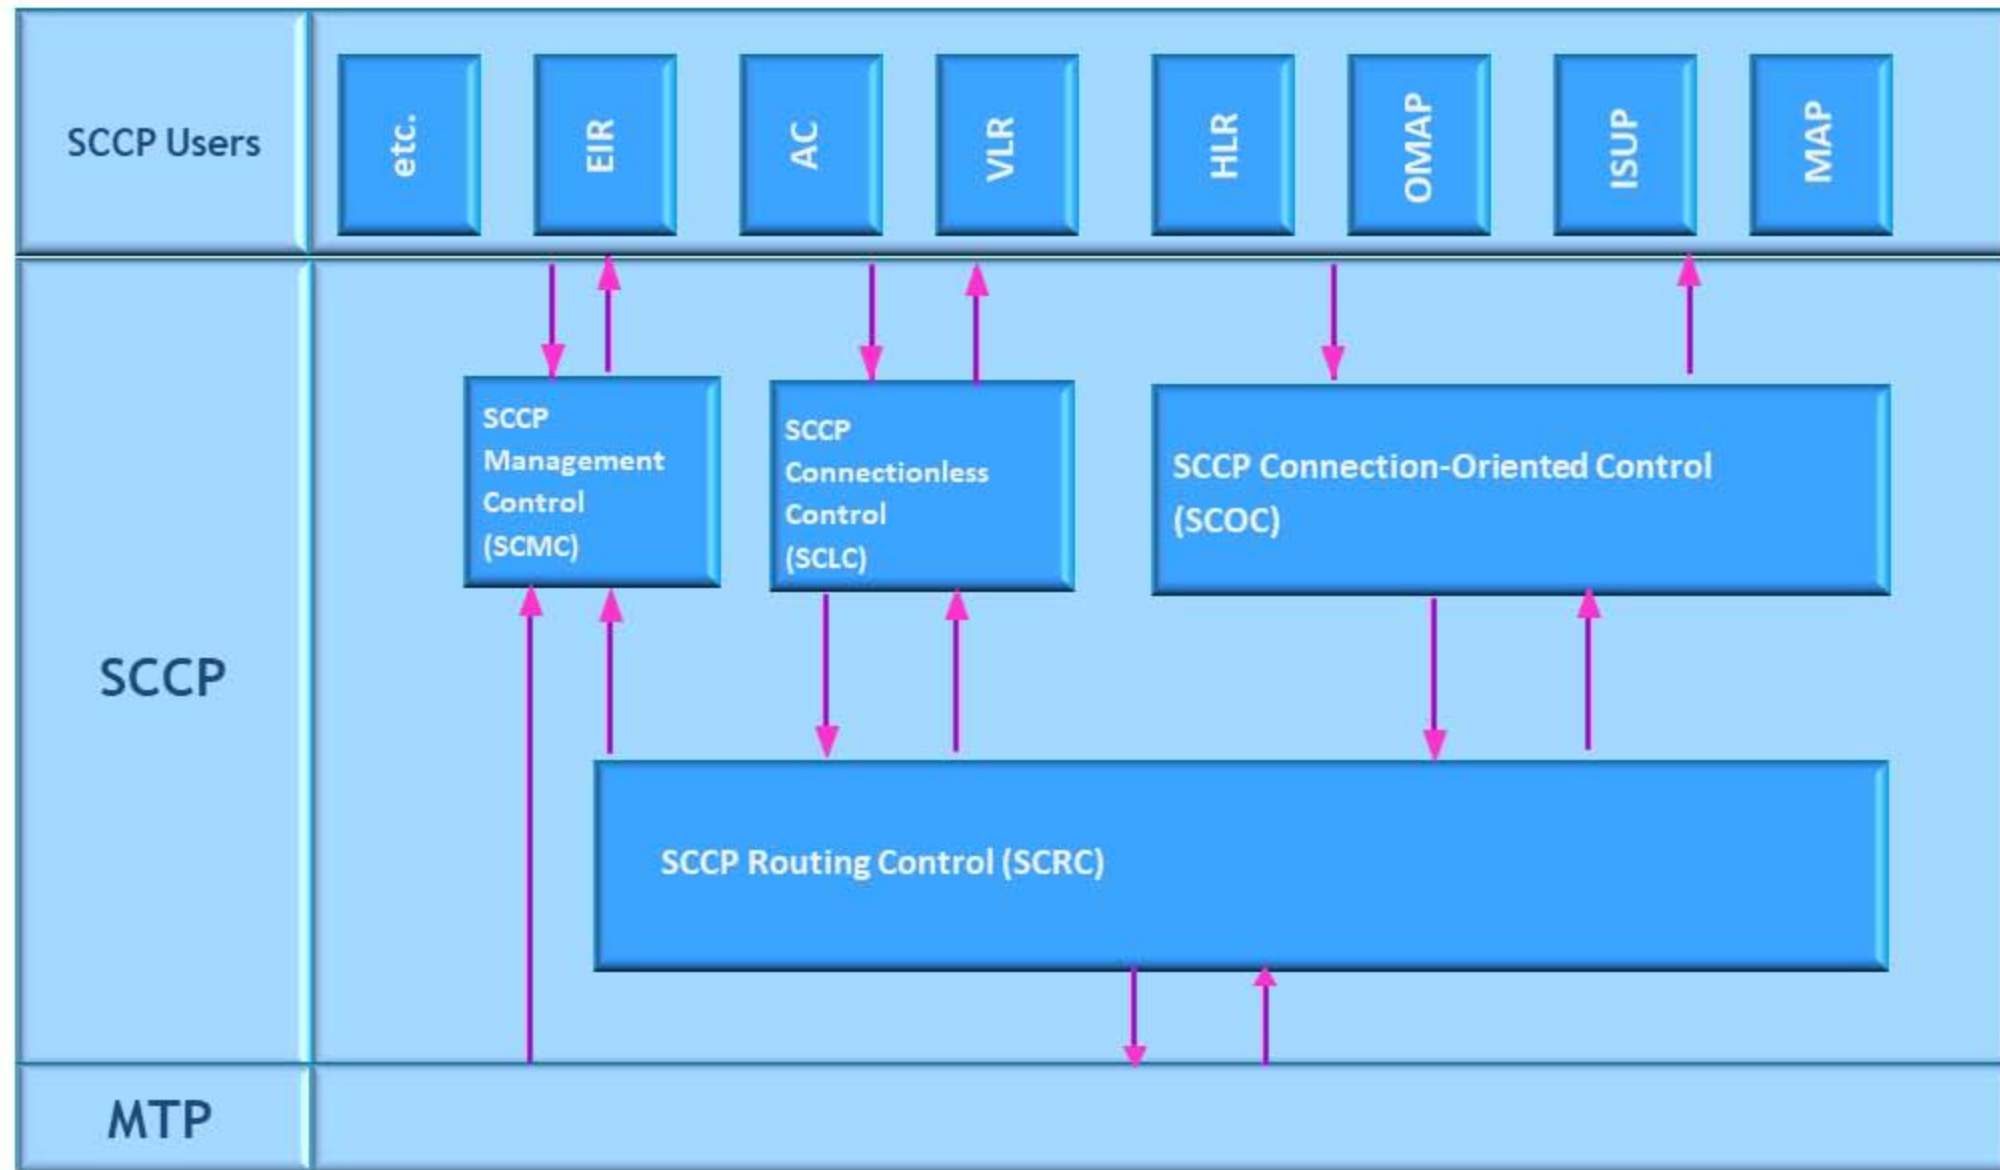 SCCP Users
etc.
EIR
AC
VLR
HLR
OMAP
ISUP
MAP
SCCP
SCCP
Management
Control
(SCMC)
SCCP
Connectionless
Control
(SCLC)
SCCP Connection-Oriented Control
(SCOC)
SCCP Routing Control (SCRC)
MTP